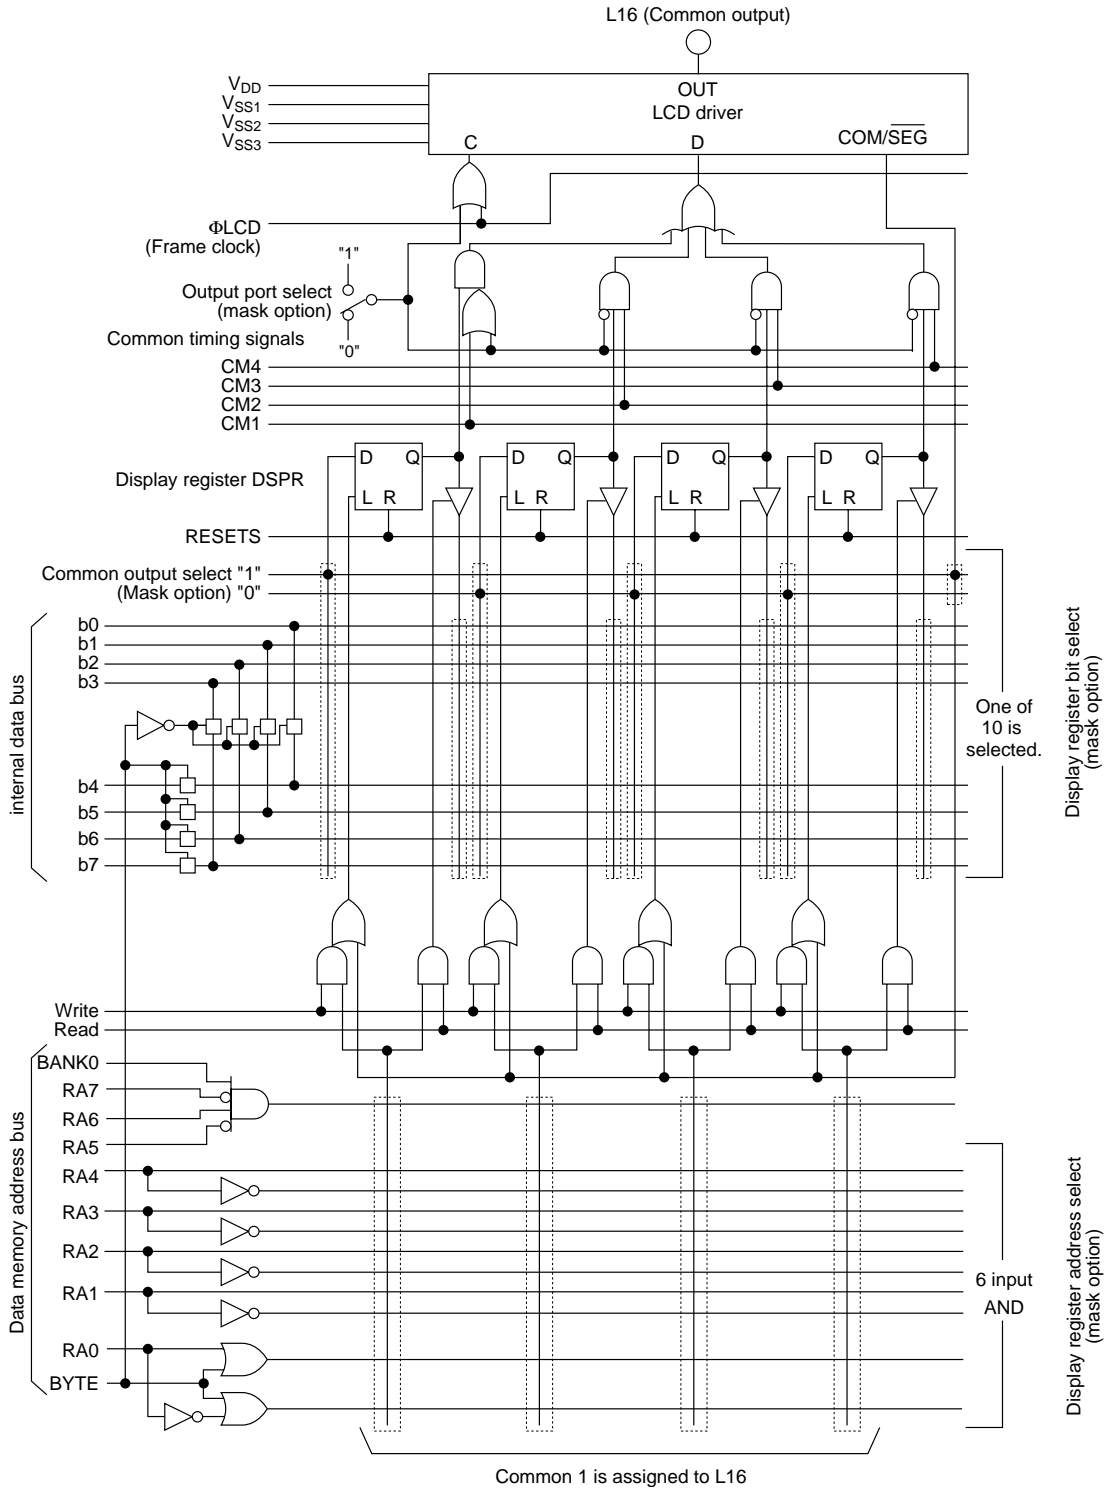 L16 (Common output)
VDD
VSS1
VSS2
VSS3
OUT
LCD driver
C
D
COM/SEG
ΦLCD
(Frame clock)
"1"
Output port select
(mask option)
"0"
Common timing signals
CM4
CM3
CM2
CM1
D Q
L R
D Q
L R
D Q
L R
D Q
L R
Display register DSPR
RESETS
Common output select "1"
(Mask option) "0"
b0
b1
b2
b3
b4
b5
b6
b7
internal data bus
One of
10 is
selected.
Display register bit select
(mask option)
Write
Read
BANK0
RA7
RA6
RA5
RA4
RA3
RA2
RA1
RA0
BYTE
Data memory address bus
6 input
AND
Display register address select
(mask option)
Common 1 is assigned to L16